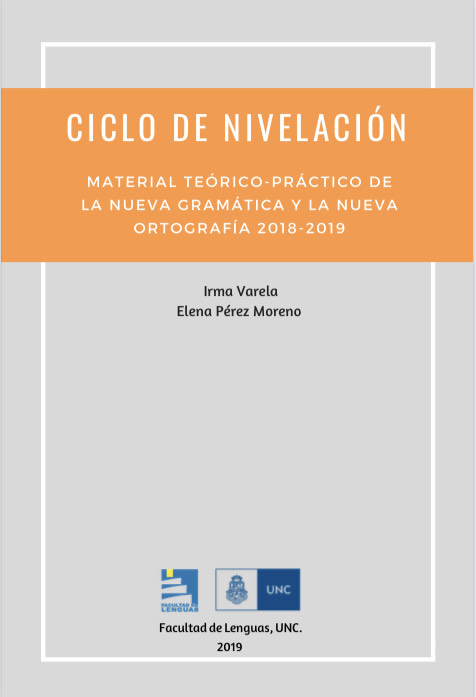 CICLO DE NIVELACIÓN
MATERIAL TEÓRICO-PRÁCTICO DE
LA NUEVA GRAMÁTICA Y LA NUEVA
ORTOGRAFÍA 2018-2019
Irma Varela
Elena Pérez Moreno
FACULTAD DE
LENGUAS
UNC
Facultad de Lenguas, UNC.
2019